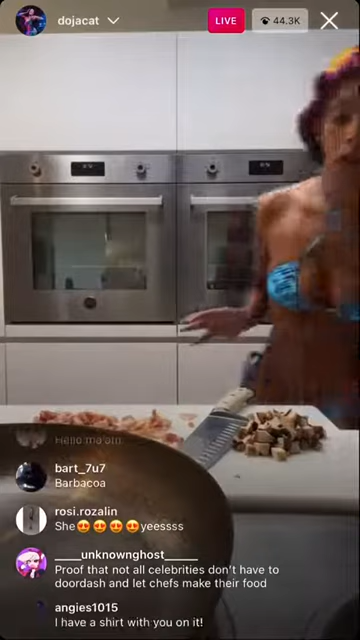 dojacat
LIVE
44.3K
Hello ma'am
bart_7u7
Barbacoa
rosi.rozalin
She😍😍😍😍yeessss
____unknownghost______
Proof that not all celebrities don't have to
doordash and let chefs make their food
angies1015
I have a shirt with you on it!